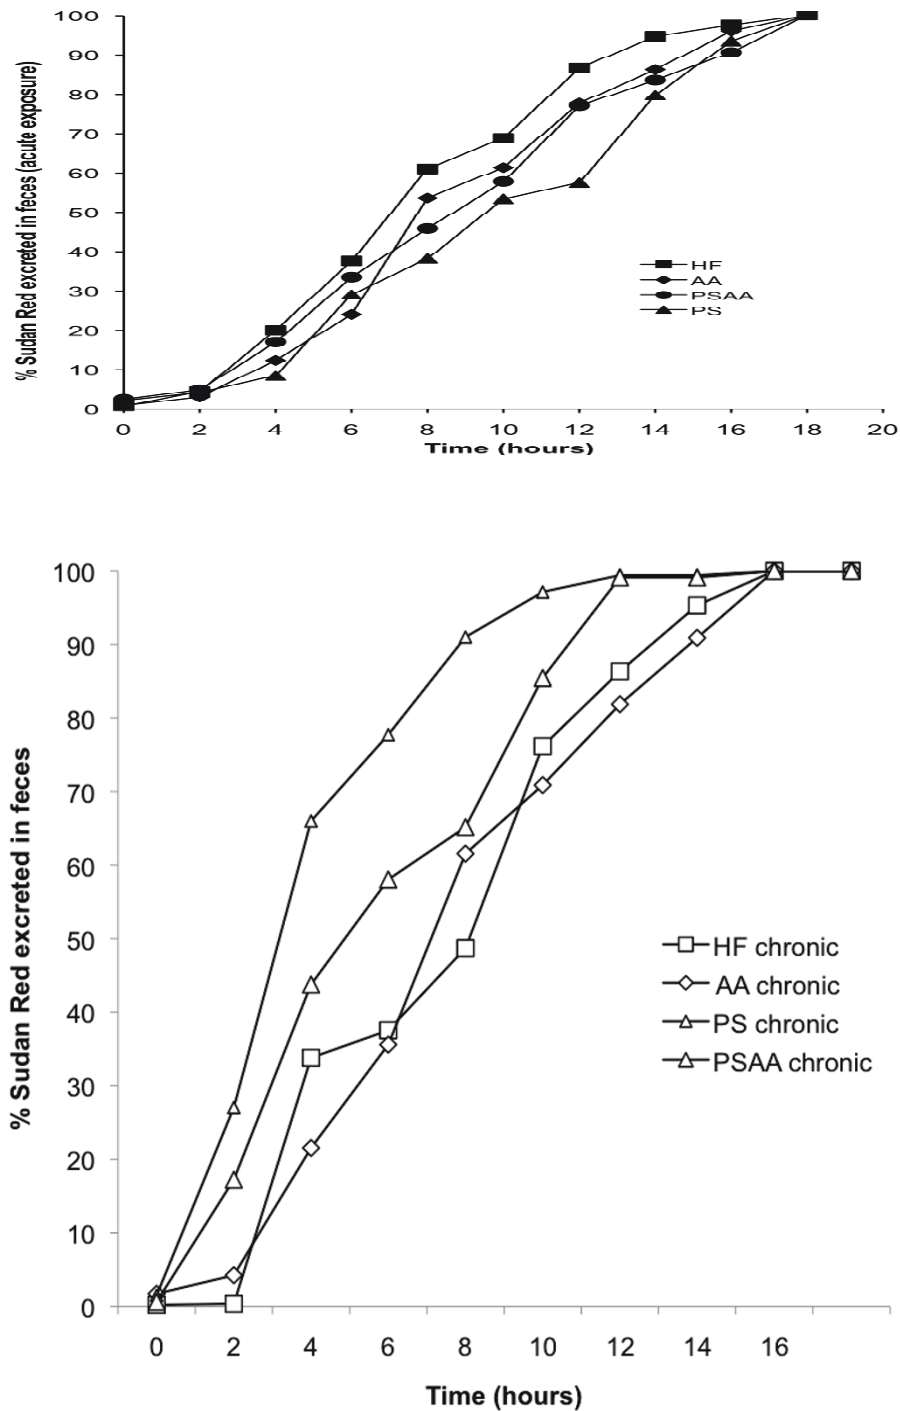 % Sudan Red excreted in feces (acute exposure)
100
90
80
70
60
50
40
30
20
10
0
HF
AA
PSAA
PS
0 2 4 6 8 10 12 14 16 18 20
Time (hours)
% Sudan Red excreted in feces
100
90
80
70
60
50
40
30
20
10
0
HF chronic
AA chronic
PS chronic
PSAA chronic
0 2 4 6 8 10 12 14 16
Time (hours)